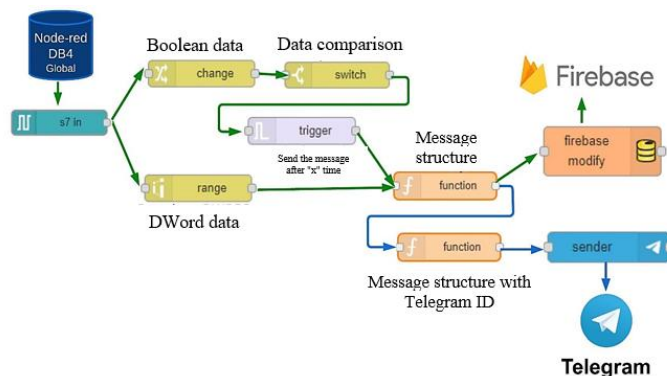 Node-red
DB4
Global
Boolean data
Data comparison
change
switch
Firebase
s7 in
trigger
Send the message
after "x" time
Message
structure
firebase
modify
range
function
DWord data
function
sender
Message structure with
Telegram ID
Telegram